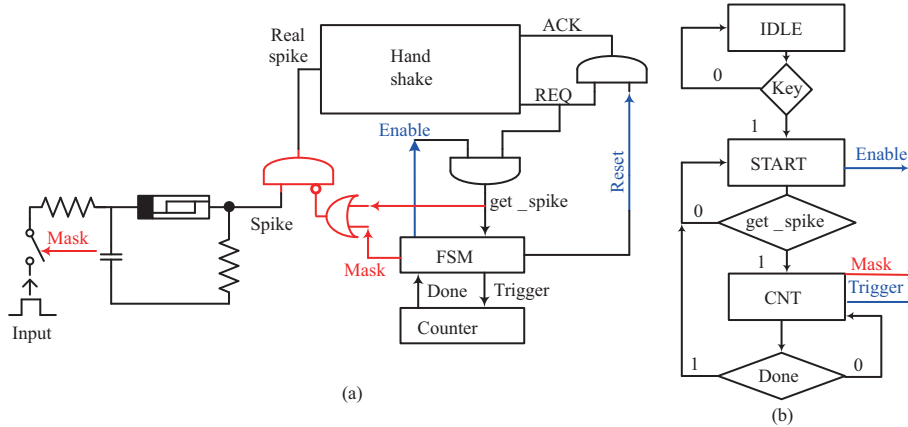 Real
spike
Hand
shake
ACK
REQ
Enable
Reset
get _spike
Mask
Spike
Mask
FSM
Done
Trigger
Counter
Input
(a)
IDLE
0
Key
1
START
Enable
0
get _spike
1
Mask
Trigger
CNT
1
Done
0
(b)